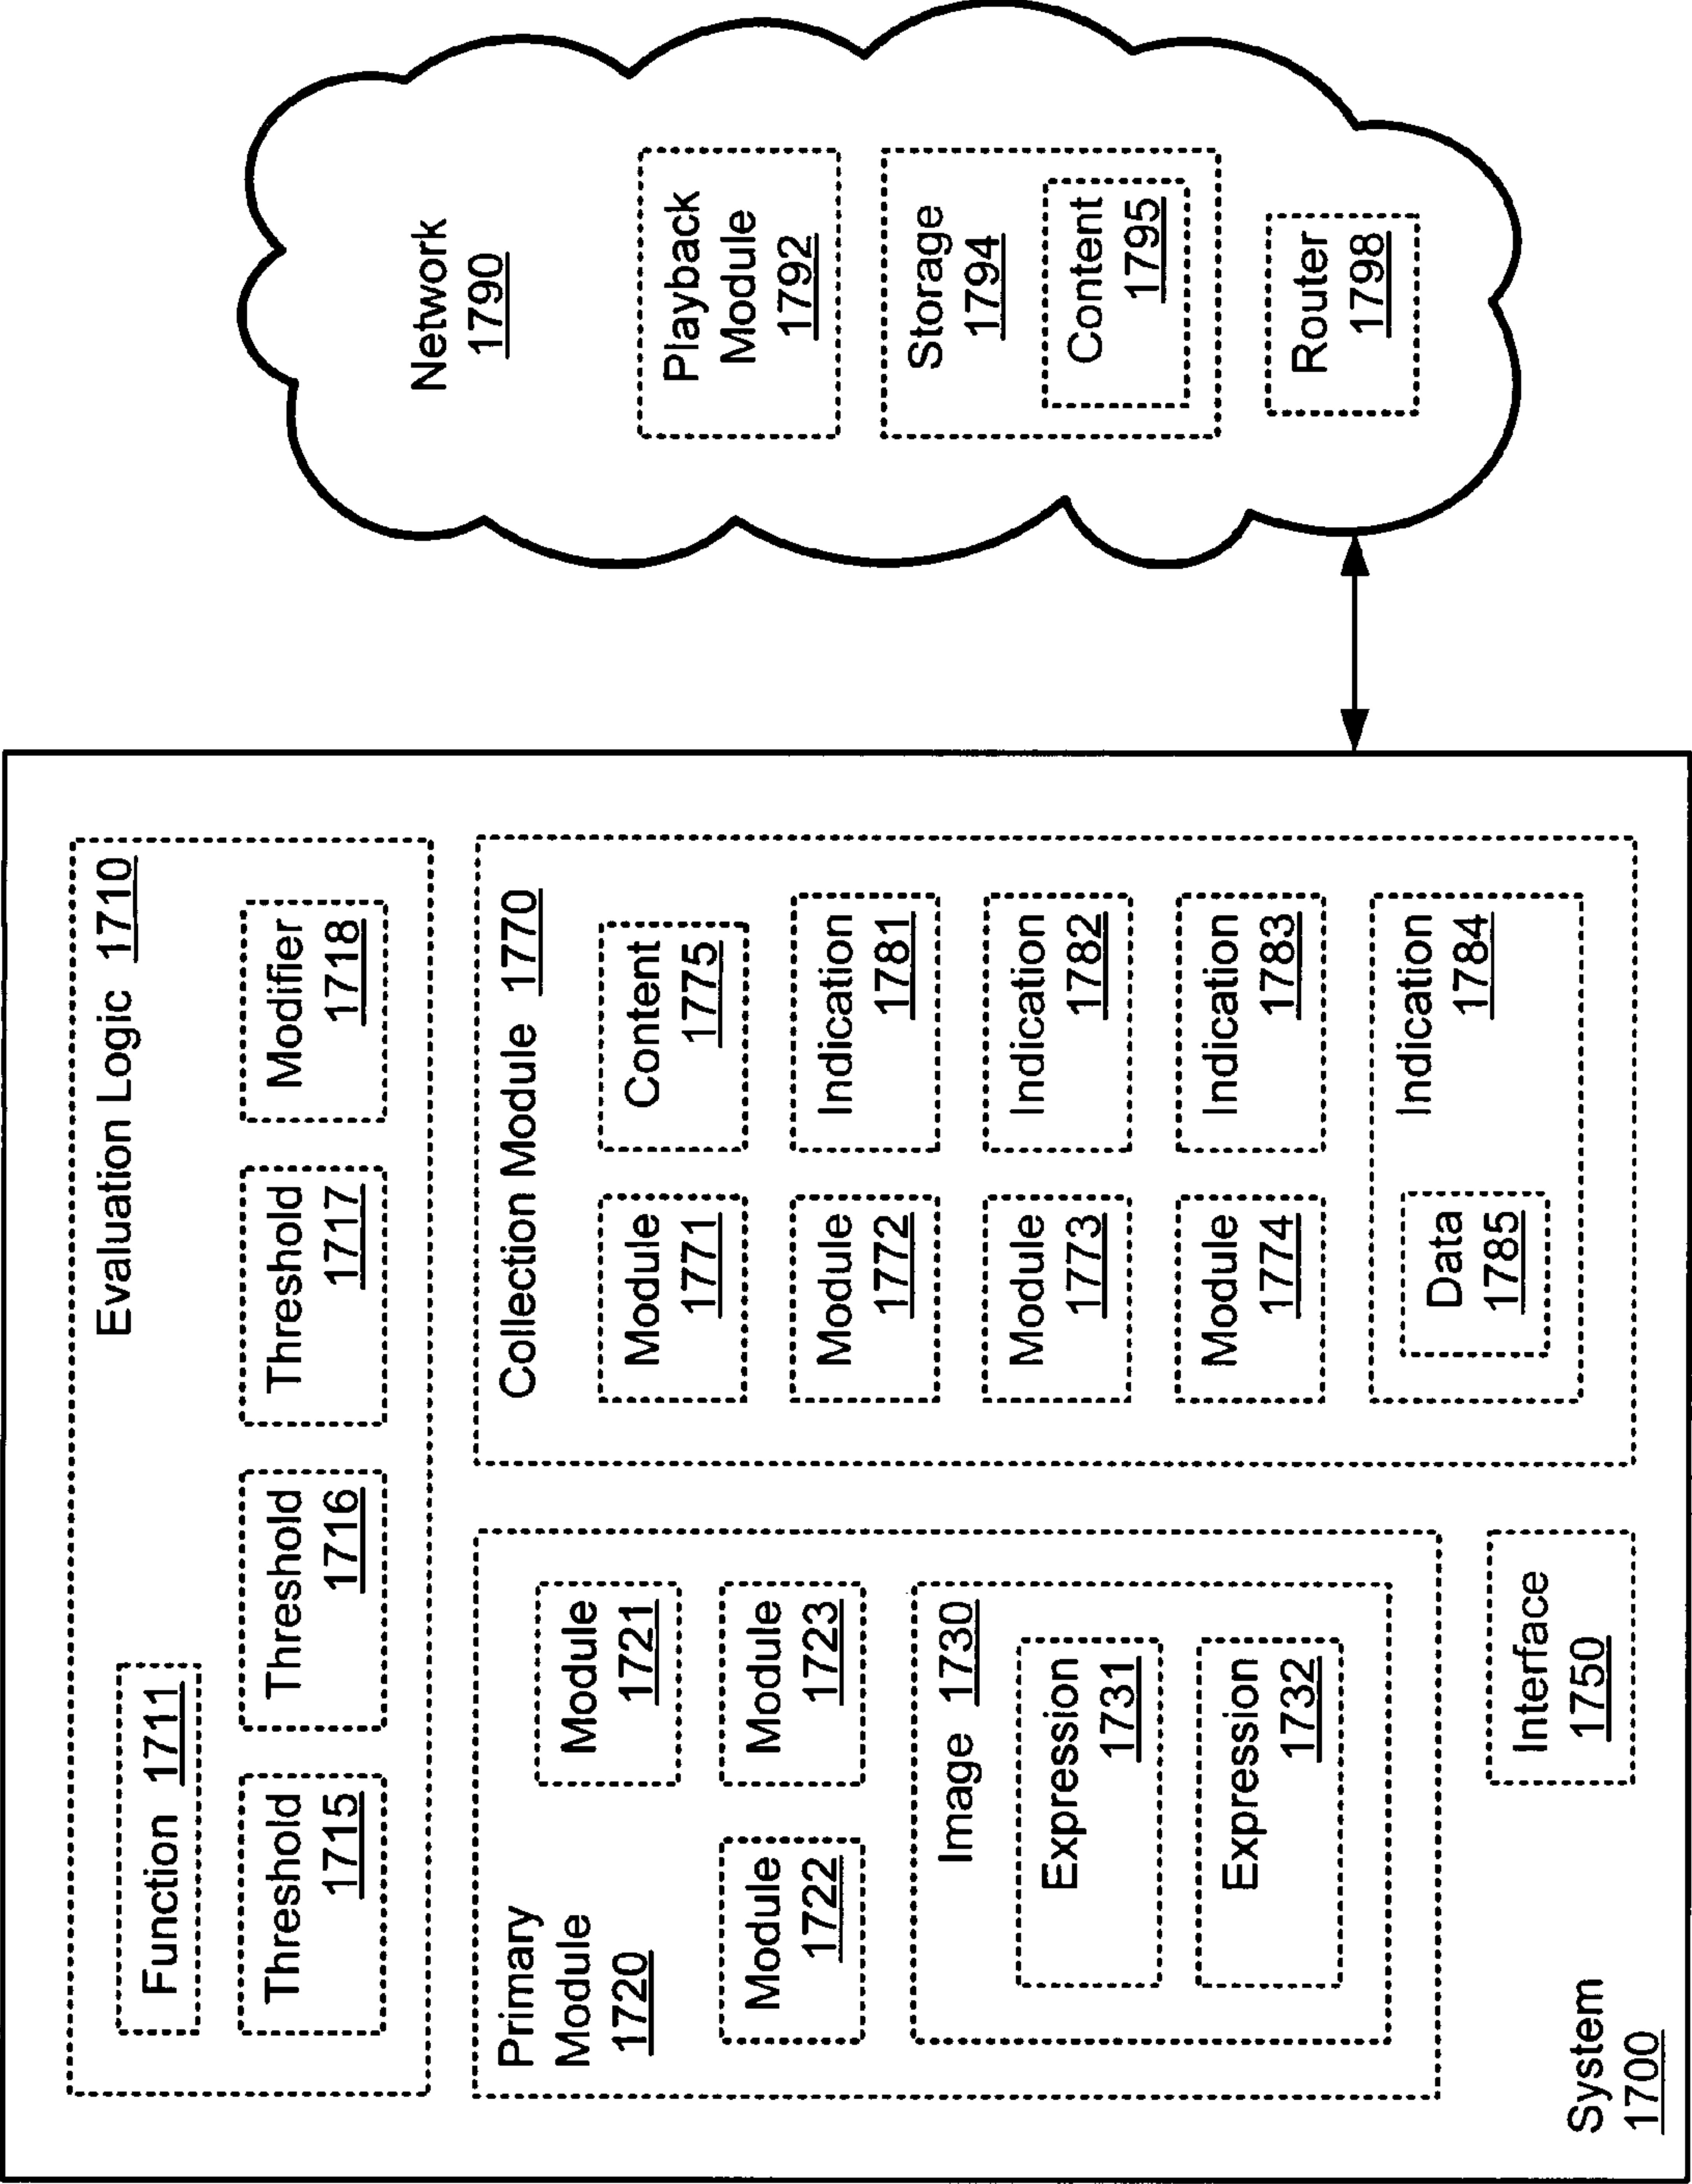 Evaluation Logic 1710
Function 1711
Threshold
1715
Threshold
1716
Threshold
1717
Modifier
1718
Primary
Module
1720
Module
1721
Module
1722
Module
1723
Image 1730
Expression
1731
Expression
1732
Collection Module 1770
Module
1771
Content
1775
Module
1772
Indication
1781
Module
1773
Indication
1782
Module
1774
Indication
1783
Indication
1784
Data
1785
Interface
1750
System
1700
Network
1790
Playback
Module
1792
Storage
1794
Content
1795
Router
1798